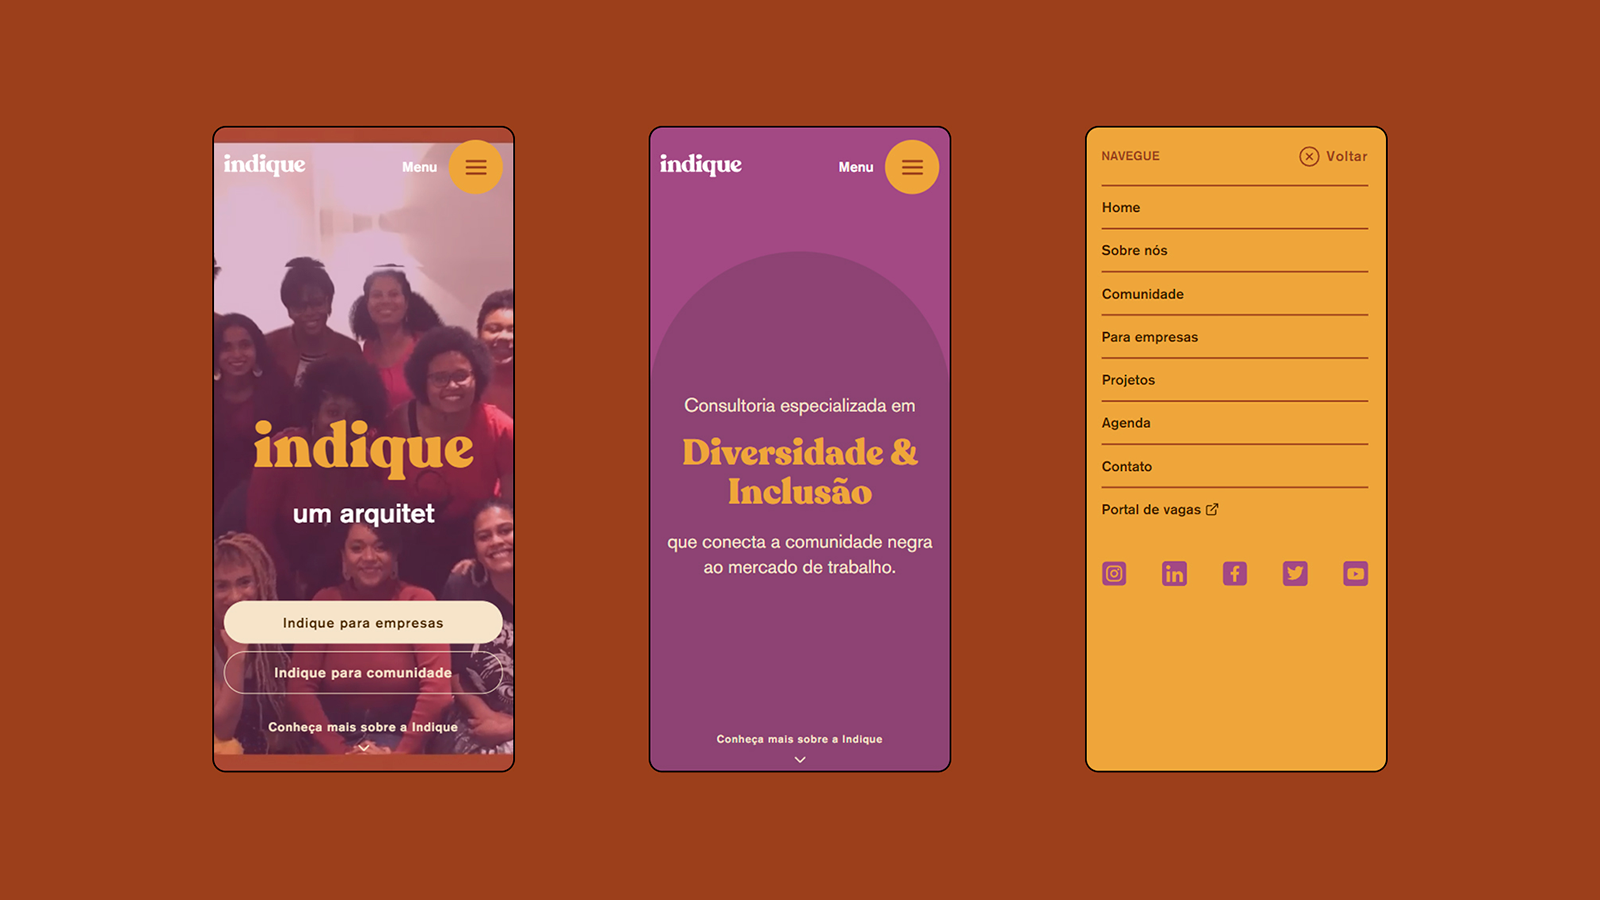 indique
Menu
indique
um arquitet
Indique para empresas
Indique para comunidade
Conheça mais sobre a Indique
indique
Menu
Consultoria especializada em
Diversidade &
Inclusão
que conecta a comunidade negra
ao mercado de trabalho.
Conheça mais sobre a Indique
NAVEGUE
Voltar
Home
Sobre nós
Comunidade
Para empresas
Projetos
Agenda
Contato
Portal de vagas